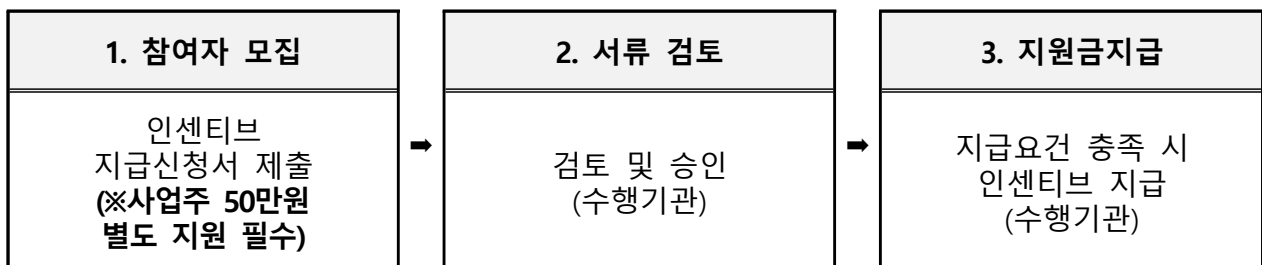 1. 참여자 모집
인센티브
지급신청서 제출
(※사업주 50만원
별도 지원 필수)
➡
2. 서류 검토
검토 및 승인
(수행기관)
➡
3. 지원금지급
지급요건 충족 시
인센티브 지급
(수행기관)